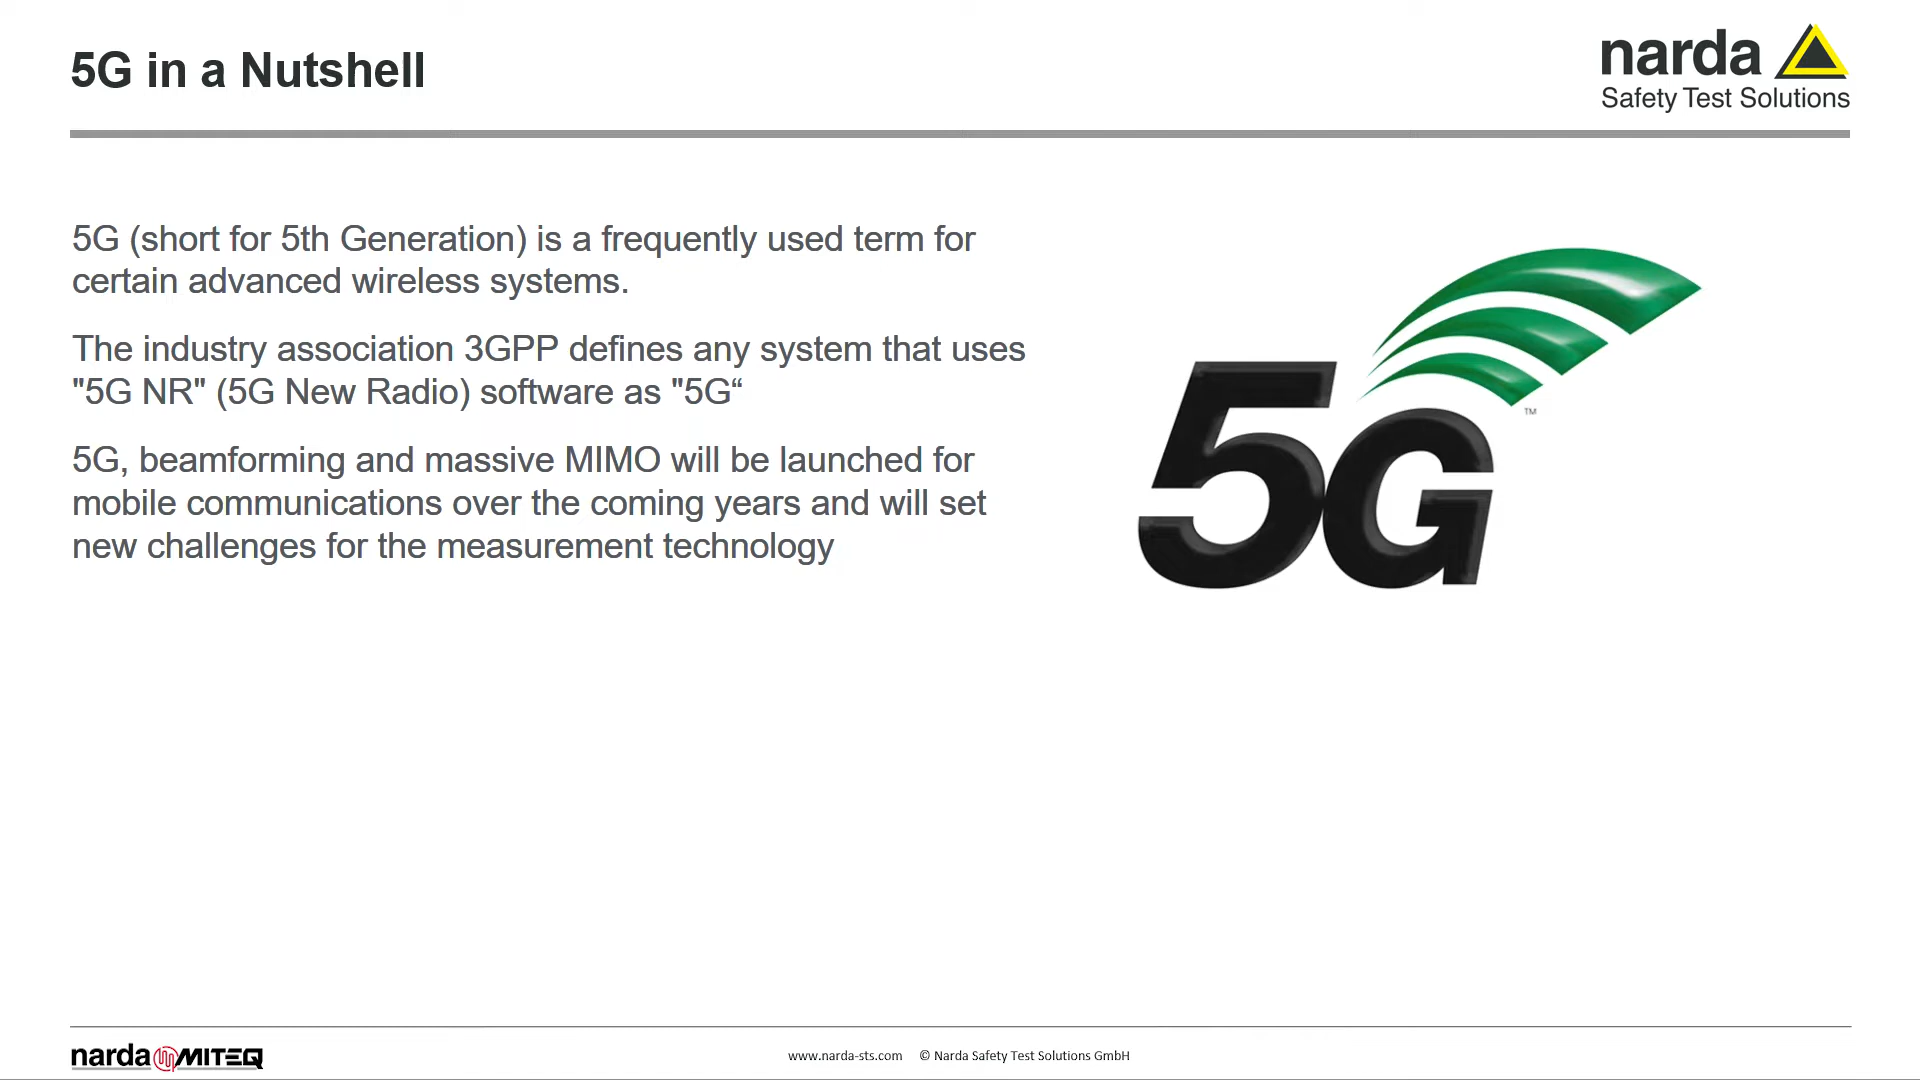 5G in a Nutshell
narda
Safety Test Solutions
5G (short for 5th Generation) is a frequently used term for
certain advanced wireless systems.
The industry association 3GPP defines any system that uses
"5G NR" (5G New Radio) software as "5G“
5G, beamforming and massive MIMO will be launched for
mobile communications over the coming years and will set
new challenges for the measurement technology
5G
™
narda MITEQ
www.narda-sts.com © Narda Safety Test Solutions GmbH